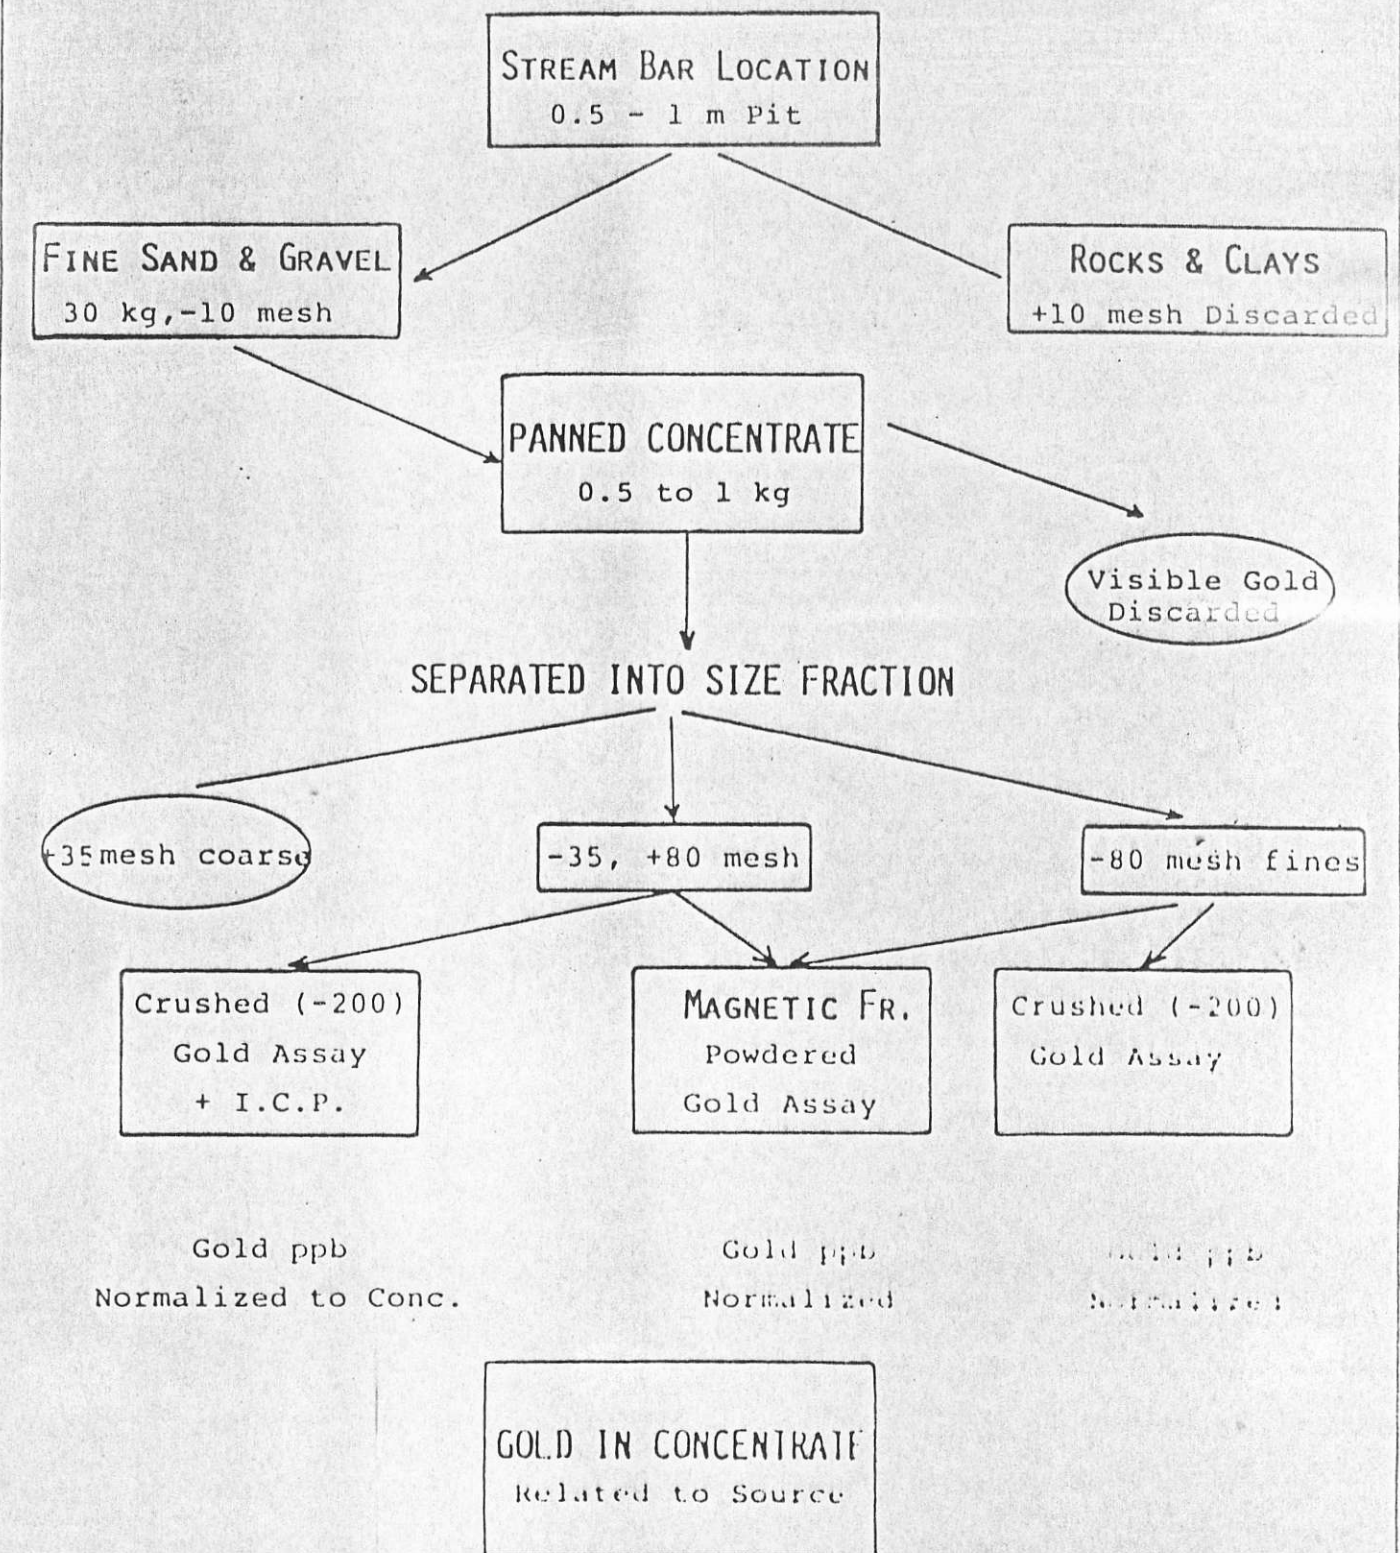 STREAM BAR LOCATION
0.5 - 1 m Pit
FINE SAND & GRAVEL
30 kg,-10 mesh
ROCKS & CLAYS
+10 mesh Discarded
PANNED CONCENTRATE
0.5 to 1 kg
Visible Gold
Discarded
SEPARATED INTO SIZE FRACTION
+35mesh coarse
-35, +80 mesh
-80 mesh fines
Crushed (-200)
Gold Assay
+ I.C.P.
MAGNETIC FR.
Powdered
Gold Assay
Crushed (-200)
Gold Assay
Gold ppb
Normalized to Conc.
Gold ppb
Normalized
Gold ppb
Normalized
GOLD IN CONCENTRATE
Related to Source